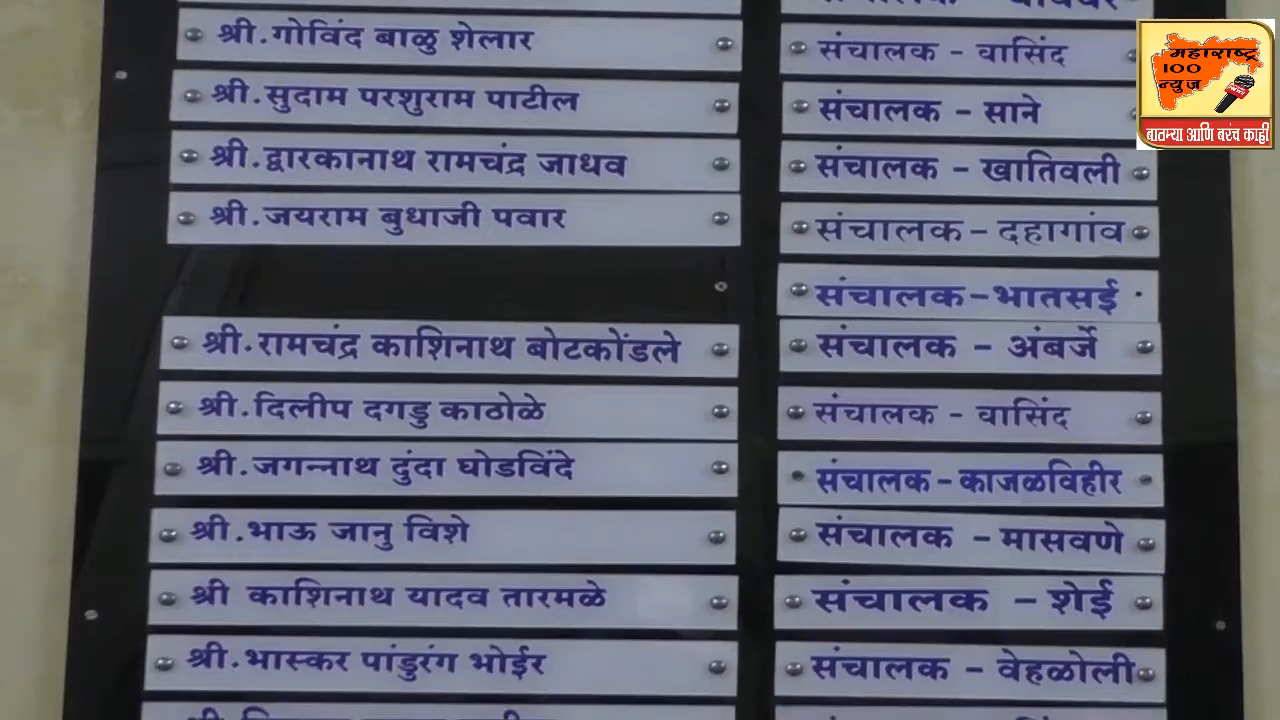 श्री.गोविंद बाळु शेलार संचालक - वासिंद
श्री.सुदाम परशुराम पाटील संचालक - साने
श्री.द्वारकानाथ रामचंद्र जाधव संचालक - खातिवली
श्री.जयराम बुधाजी पवार संचालक - दहागांव
संचालक - भातसई
श्री.रामचंद्र काशिनाथ बोटकोंडले संचालक - अंबर्जे
श्री.दिलीप दगडु काठोळे संचालक - वासिंद
श्री.जगन्नाथ दुंदा घोडविंदे संचालक - काजळविहीर
श्री.भाऊ जानु विशे संचालक - मासवणे
श्री काशिनाथ यादव तारमळे संचालक - शेई
श्री.भास्कर पांडुरंग भोईर संचालक - वेहळोली
महाराष्ट्र
100
न्युज
बातम्या आणि बरंच काही